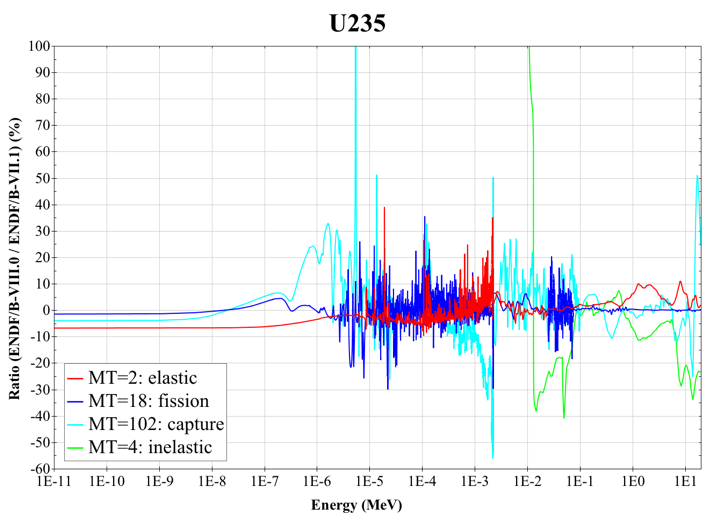 U235
Ratio (ENDF/B-VIII.0 / ENDF/B-VII.1) (%)
100
90
80
70
60
50
40
30
20
10
0
-10
-20
-30
-40
-50
-60
MT=2: elastic
MT=18: fission
MT=102: capture
MT=4: inelastic
1E-11 1E-10 1E-9 1E-8 1E-7 1E-6 1E-5 1E-4 1E-3 1E-2 1E-1 1E0 1E1
Energy (MeV)